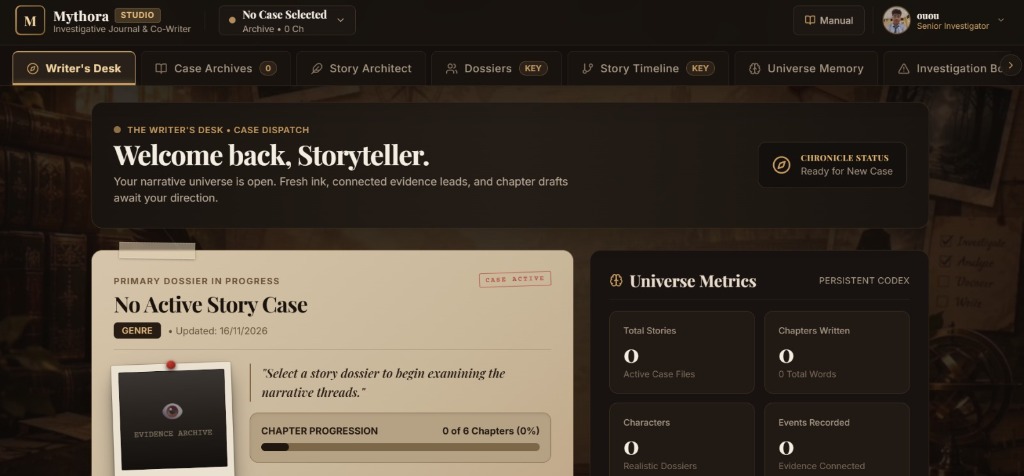 M
Mythora STUDIO
Investigative Journal & Co-Writer
No Case Selected
Archive • 0 Ch
Manual
ouou
Senior Investigator
Writer's Desk
Case Archives 0
Story Architect
Dossiers KEY
Story Timeline KEY
Universe Memory
Investigation Bo
THE WRITER'S DESK • CASE DISPATCH
Welcome back, Storyteller.
Your narrative universe is open. Fresh ink, connected evidence leads, and chapter drafts
await your direction.
CHRONICLE STATUS
Ready for New Case
PRIMARY DOSSIER IN PROGRESS
CASE ACTIVE
No Active Story Case
GENRE • Updated: 16/11/2026
"Select a story dossier to begin examining the
narrative threads."
EVIDENCE ARCHIVE
CHAPTER PROGRESSION 0 of 6 Chapters (0%)
Universe Metrics
PERSISTENT CODEX
Total Stories
0
Active Case Files
Chapters Written
0
0 Total Words
Characters
0
Realistic Dossiers
Events Recorded
0
Evidence Connected